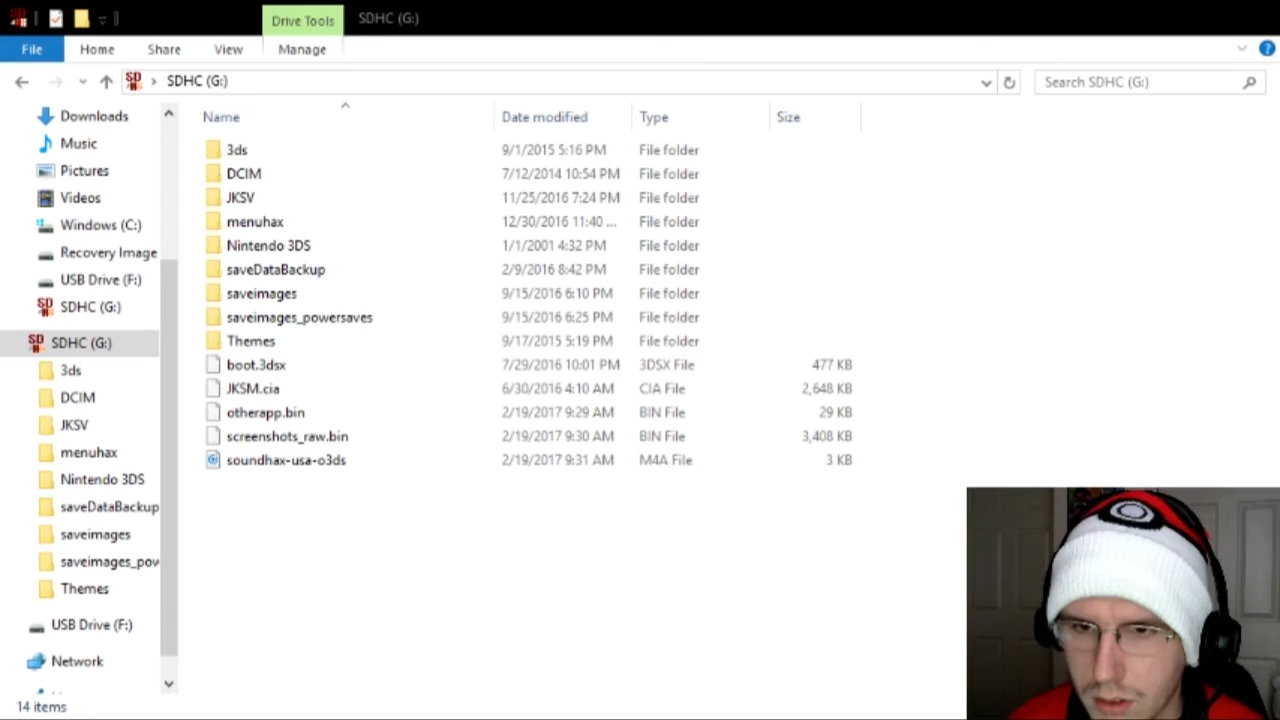 Drive Tools SDHC (G:)
File Home Share View Manage
SDHC (G:) Search SDHC (G:)
Downloads
Music
Pictures
Videos
Windows (C:)
Recovery Image
USB Drive (F:)
SDHC (G:)
SDHC (G:)
3ds
DCIM
JKSV
menuhax
Nintendo 3DS
saveDataBackup
saveimages
saveimages_pow
Themes
USB Drive (F:)
Network
Name Date modified Type Size
3ds 9/1/2015 5:16 PM File folder
DCIM 7/12/2014 10:54 PM File folder
JKSV 11/25/2016 7:24 PM File folder
menuhax 12/30/2016 11:40 ... File folder
Nintendo 3DS 1/1/2001 4:32 PM File folder
saveDataBackup 2/9/2016 8:42 PM File folder
saveimages 9/15/2016 6:10 PM File folder
saveimages_powersaves 9/15/2016 6:25 PM File folder
Themes 9/17/2015 5:19 PM File folder
boot.3dsx 7/29/2016 10:01 PM 3DSX File 477 KB
JKSM.cia 6/30/2016 4:10 AM CIA File 2,648 KB
otherapp.bin 2/19/2017 9:29 AM BIN File 29 KB
screenshots_raw.bin 2/19/2017 9:30 AM BIN File 3,408 KB
soundhax-usa-o3ds 2/19/2017 9:31 AM M4A File 3 KB
14 items